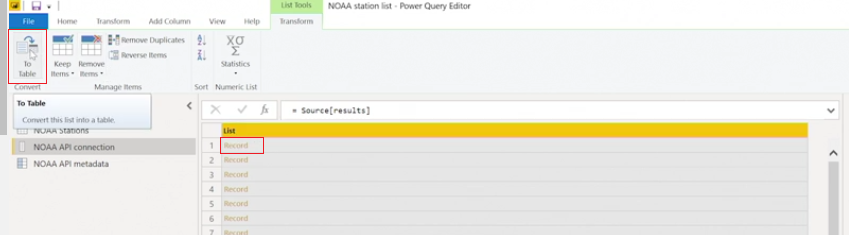 List Tools
NOAA station list - Power Query Editor
File Home Transform Add Column View Help Transform
To Table
Keep Items
Remove Items
Remove Duplicates
Reverse Items
Sort
Statistics
Convert Manage Items Sort Numeric List
To Table
Convert this list into a table.
= Source[results]
NOAA Stations
NOAA API connection
NOAA API metadata
List
1 Record
2 Record
3 Record
4 Record
5 Record
6 Record
7 Record